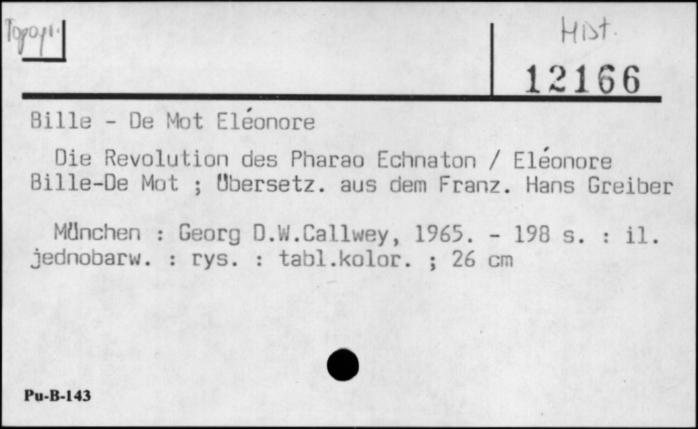 Topogr.
Hist.
12166
Bille - De Mot Eléonore
Die Revolution des Pharao Echnaton / Eléonore
Bille-De Mot ; Übersetz. aus dem Franz. Hans Greiber
München : Georg D.W.Callwey, 1965. - 198 s. : il.
jednobarw. : rys. : tabl.kolor. ; 26 cm
Pu-B-143